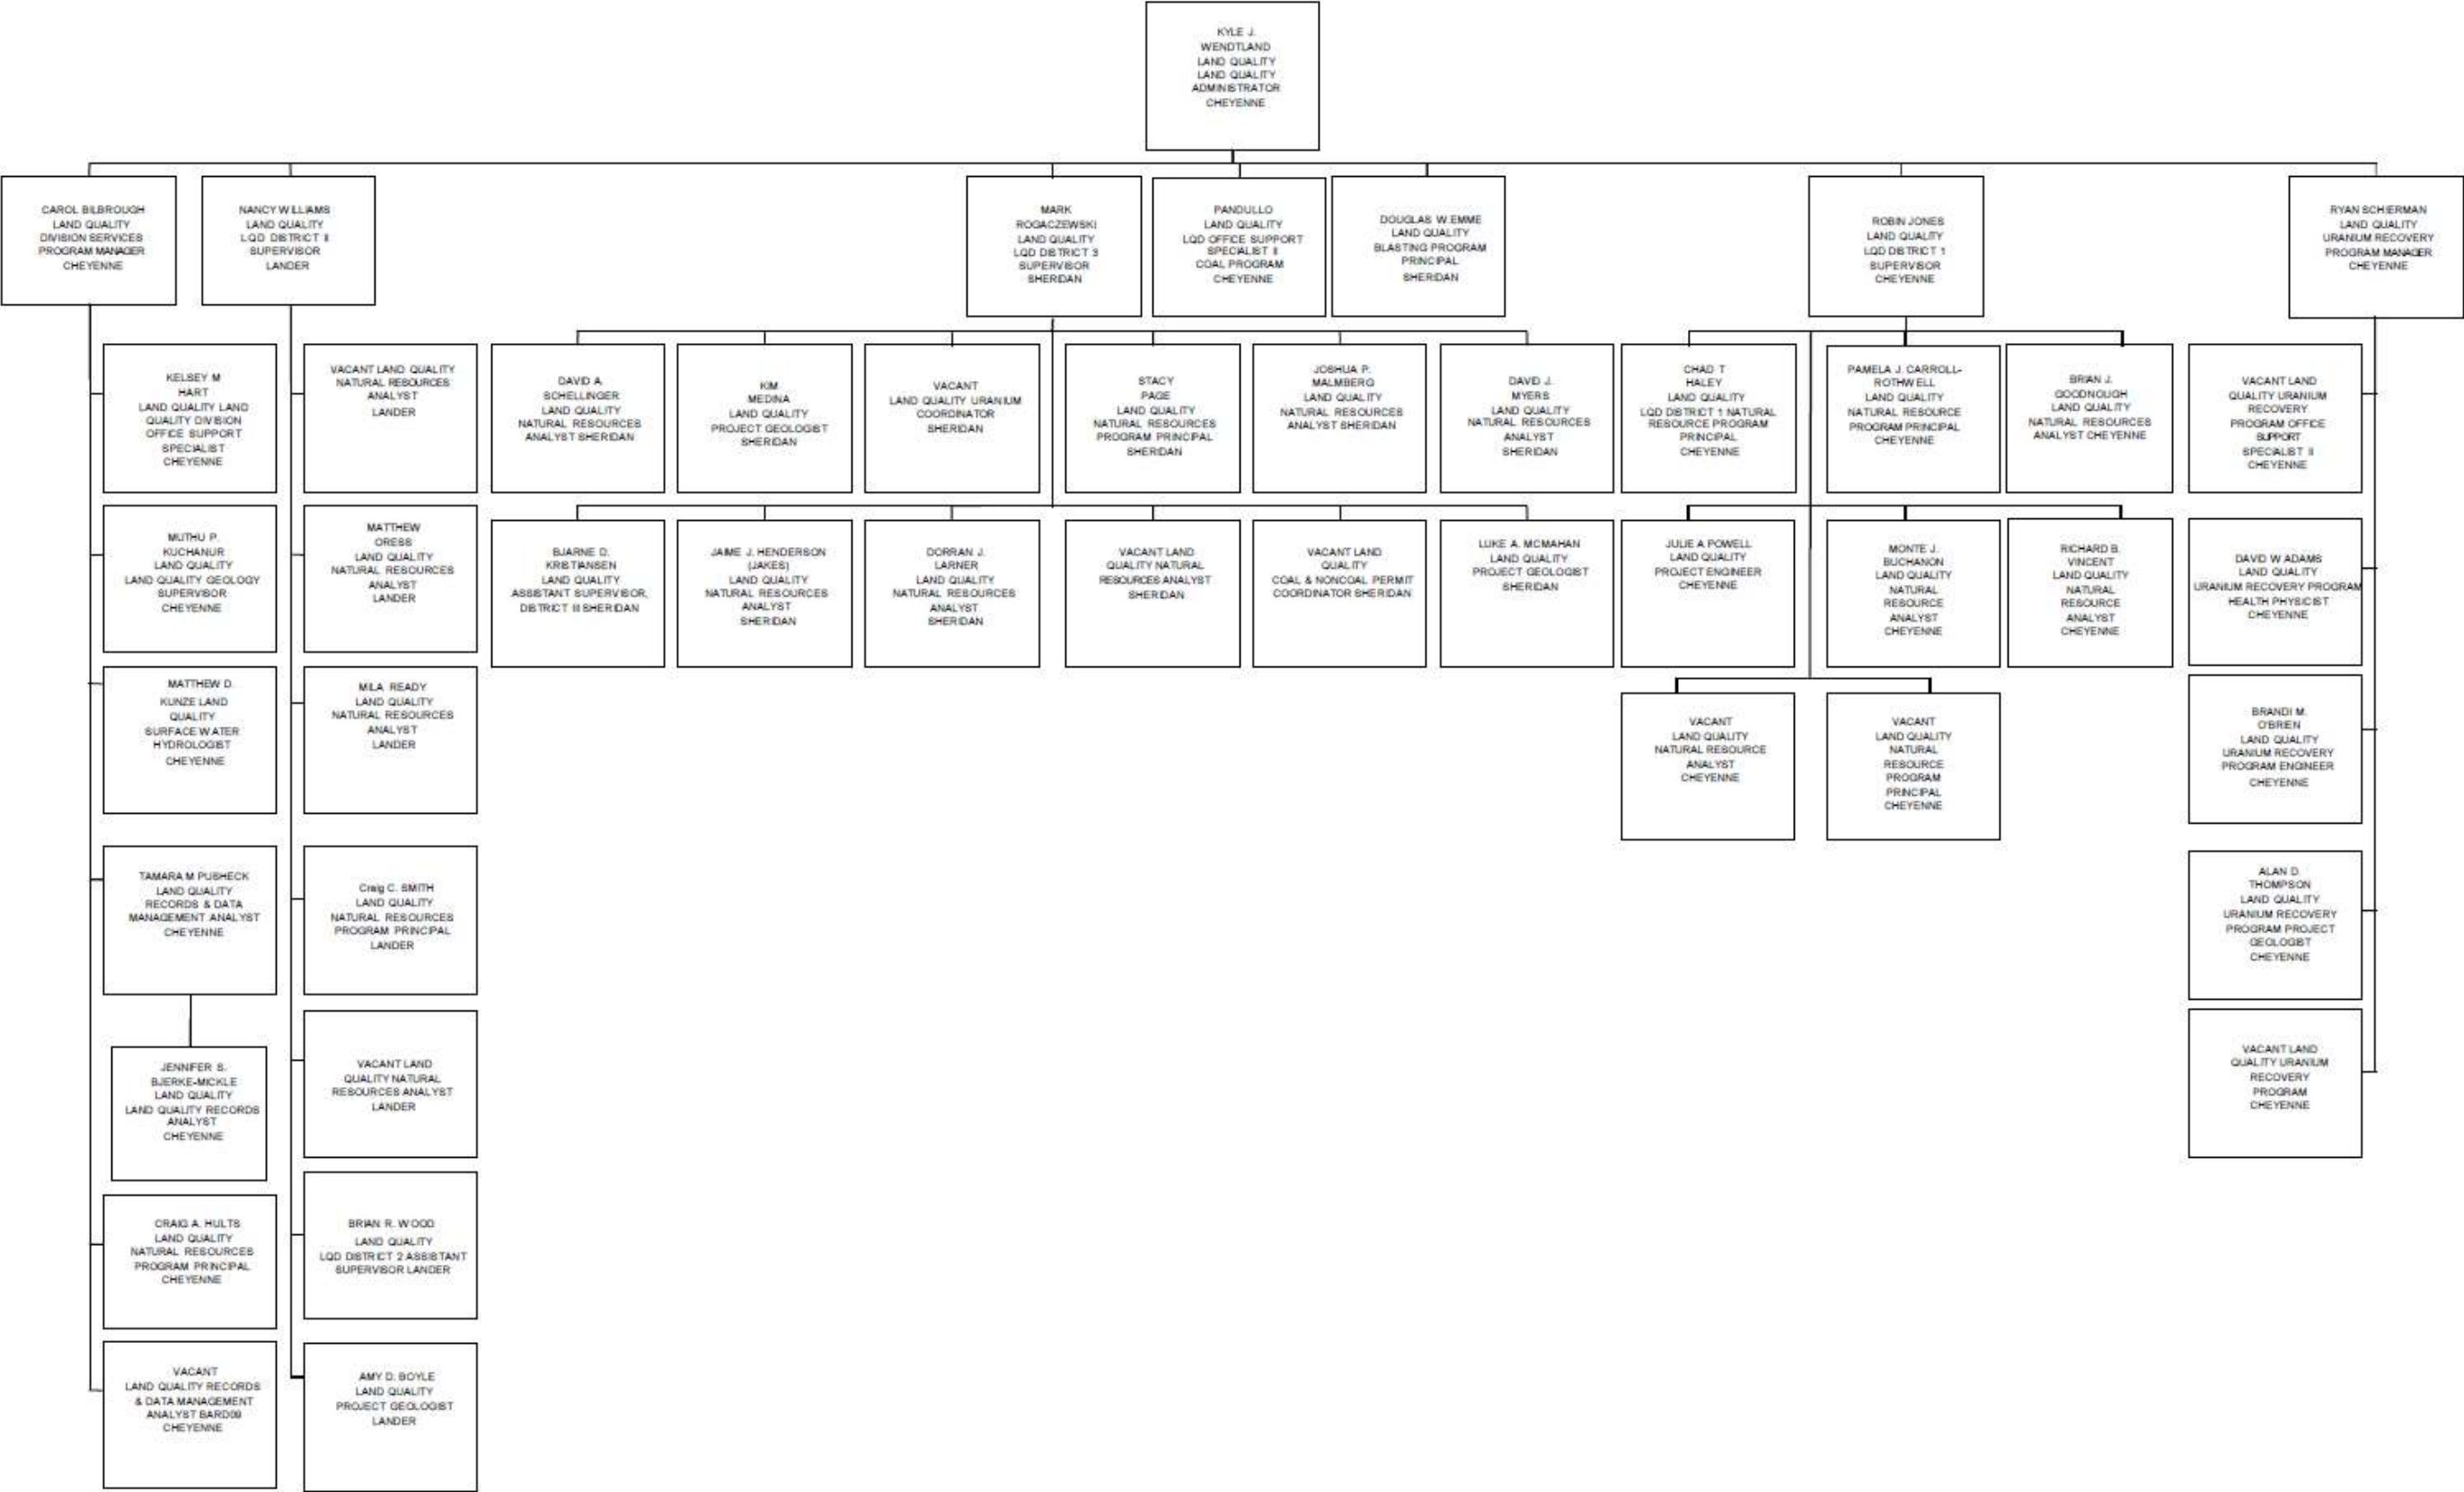 KYLE J.
WENDTLAND
LAND QUALITY
LAND QUALITY
ADMINISTRATOR
CHEYENNE
CAROL BILBROUGH
LAND QUALITY
DIVISION SERVICES
PROGRAM MANAGER
CHEYENNE
NANCY WILLIAMS
LAND QUALITY
LQD DISTRICT II
SUPERVISOR
LANDER
MARK
ROGACZEWSKI
LAND QUALITY
LQD DISTRICT 3
SUPERVISOR
SHERIDAN
PANDULLO
LAND QUALITY
LQD OFFICE SUPPORT
SPECIALIST II
COAL PROGRAM
CHEYENNE
DOUGLAS W.EMME
LAND QUALITY
BLASTING PROGRAM
PRINCIPAL
SHERIDAN
ROBIN JONES
LAND QUALITY
LQD DISTRICT 1
SUPERVISOR
CHEYENNE
RYAN SCHIERMAN
LAND QUALITY
URANIUM RECOVERY
PROGRAM MANAGER
CHEYENNE
KELSEY M
HART
LAND QUALITY LAND
QUALITY DIVISION
OFFICE SUPPORT
SPECIALIST
CHEYENNE
VACANT LAND QUALITY
NATURAL RESOURCES
ANALYST
LANDER
DAVID A.
SCHELLINGER
LAND QUALITY
NATURAL RESOURCES
ANALYST SHERIDAN
KIM
MEDINA
LAND QUALITY
PROJECT GEOLOGIST
SHERIDAN
VACANT
LAND QUALITY URANIUM
COORDINATOR
SHERIDAN
STACY
PAGE
LAND QUALITY
NATURAL RESOURCES
PROGRAM PRINCIPAL
SHERIDAN
JOSHUA P.
MALMBERG
LAND QUALITY
NATURAL RESOURCES
ANALYST SHERIDAN
DAVID J.
MYERS
LAND QUALITY
NATURAL RESOURCES
ANALYST
SHERIDAN
CHAD T
HALEY
LAND QUALITY
LQD DISTRICT 1 NATURAL
RESOURCE PROGRAM
PRINCIPAL
CHEYENNE
PAMELA J. CARROLL-
ROTHWELL
LAND QUALITY
NATURAL RESOURCE
PROGRAM PRINCIPAL
CHEYENNE
BRIAN J.
GOODNOUGH
LAND QUALITY
NATURAL RESOURCES
ANALYST CHEYENNE
VACANT LAND
QUALITY URANIUM
RECOVERY
PROGRAM OFFICE
SUPPORT
SPECIALIST II
CHEYENNE
MUTHU P.
KUCHANUR
LAND QUALITY
LAND QUALITY GEOLOGY
SUPERVISOR
CHEYENNE
MATTHEW
ORESS
LAND QUALITY
NATURAL RESOURCES
ANALYST
LANDER
BJARNE D.
KRISTIANSEN
LAND QUALITY
ASSISTANT SUPERVISOR,
DISTRICT III SHERIDAN
JAIME J. HENDERSON
(JAKES)
LAND QUALITY
NATURAL RESOURCES
ANALYST
SHERIDAN
DORRAN J.
LARNER
LAND QUALITY
NATURAL RESOURCES
ANALYST
SHERIDAN
VACANT LAND
QUALITY NATURAL
RESOURCES ANALYST
SHERIDAN
VACANT LAND
QUALITY
COAL & NONCOAL PERMIT
COORDINATOR SHERIDAN
LUKE A. MCMAHAN
LAND QUALITY
PROJECT GEOLOGIST
SHERIDAN
JULIE A POWELL
LAND QUALITY
PROJECT ENGINEER
CHEYENNE
MONTE J.
BUCHANON
LAND QUALITY
NATURAL
RESOURCE
ANALYST
CHEYENNE
RICHARD B.
VINCENT
LAND QUALITY
NATURAL
RESOURCE
ANALYST
CHEYENNE
DAVID W ADAMS
LAND QUALITY
URANIUM RECOVERY PROGRAM
HEALTH PHYSICIST
CHEYENNE
MATTHEW D.
KUNZE LAND
QUALITY
SURFACE WATER
HYDROLOGIST
CHEYENNE
MILA READY
LAND QUALITY
NATURAL RESOURCES
ANALYST
LANDER
VACANT
LAND QUALITY
NATURAL RESOURCE
ANALYST
CHEYENNE
VACANT
LAND QUALITY
NATURAL
RESOURCE
PROGRAM
PRINCIPAL
CHEYENNE
BRANDI M.
O'BRIEN
LAND QUALITY
URANIUM RECOVERY
PROGRAM ENGINEER
CHEYENNE
TAMARA M PUSHECK
LAND QUALITY
RECORDS & DATA
MANAGEMENT ANALYST
CHEYENNE
Craig C. SMITH
LAND QUALITY
NATURAL RESOURCES
PROGRAM PRINCIPAL
LANDER
ALAN D.
THOMPSON
LAND QUALITY
URANIUM RECOVERY
PROGRAM PROJECT
GEOLOGIST
CHEYENNE
JENNIFER S.
BJERKE-MICKLE
LAND QUALITY
LAND QUALITY RECORDS
ANALYST
CHEYENNE
VACANT LAND
QUALITY NATURAL
RESOURCES ANALYST
LANDER
VACANT LAND
QUALITY URANIUM
RECOVERY
PROGRAM
CHEYENNE
CRAIG A. HULTS
LAND QUALITY
NATURAL RESOURCES
PROGRAM PRINCIPAL
CHEYENNE
BRIAN R. WOOD
LAND QUALITY
LQD DISTRICT 2 ASSISTANT
SUPERVISOR LANDER
VACANT
LAND QUALITY RECORDS
& DATA MANAGEMENT
ANALYST BARD09
CHEYENNE
AMY D. BOYLE
LAND QUALITY
PROJECT GEOLOGIST
LANDER